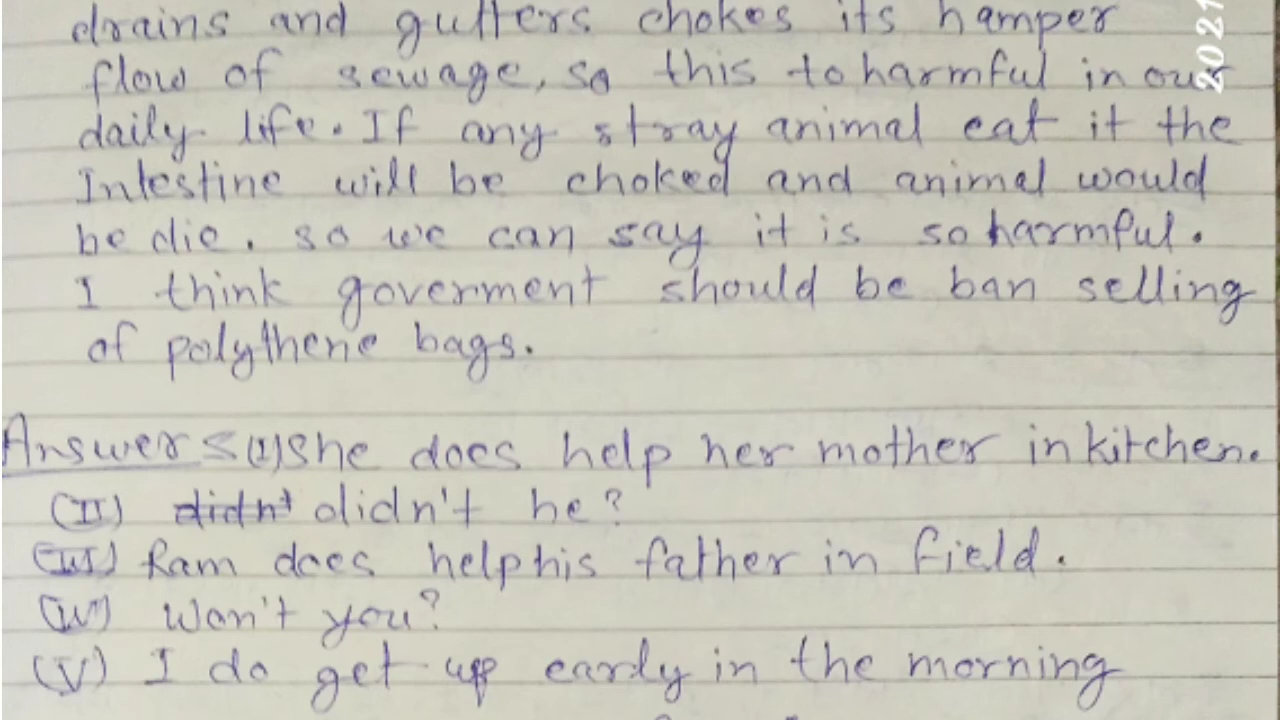 drains and gutters chokes its hamper
flow of sewage, so this to harmful in our
daily life. If any stray animal eat it the
Intestine will be choked and animal would
be die. so we can say it is so harmful.
I think goverment should be ban selling
of polythene bags.
Answer 5 (I) She does help her mother in kitchen.
(II) didnt didn't he?
(III) Ram does help his father in field.
(IV) Won't you?
(V) I do get up early in the morning
2021